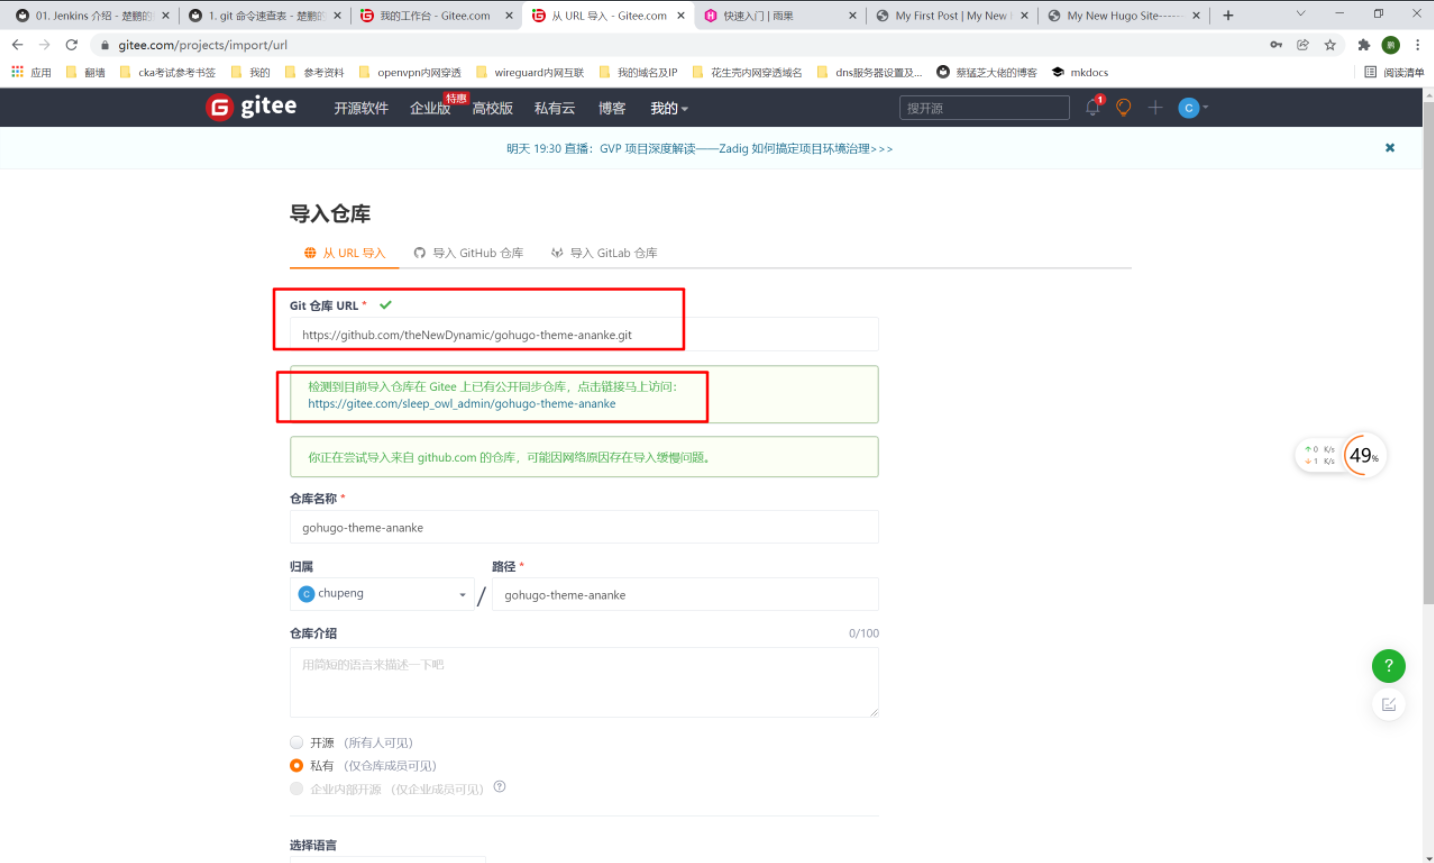 01. Jenkins 介绍 - 楚鹏的
1. git 命令速查表 - 楚鹏的
我的工作台 - Gitee.com
从 URL 导入 - Gitee.com
快速入门 | 雨果
My First Post | My New
My New Hugo Site------
gitee.com/projects/import/url
鹏
应用
翻墙
cka考试参考书签
我的
参考资料
openvpn内网穿透
wireguard内网互联
我的域名及IP
花生壳内网穿透域名
dns服务器设置及...
蔡猛芝大佬的博客
mkdocs
阅读清单
G gitee
开源软件
企业版
特惠
高校版
私有云
博客
我的
搜开源
1
C
明天 19:30 直播：GVP 项目深度解读——Zadig 如何搞定项目环境治理>>>
导入仓库
从 URL 导入
导入 GitHub 仓库
导入 GitLab 仓库
Git 仓库 URL *
https://github.com/theNewDynamic/gohugo-theme-ananke.git
检测到目前导入仓库在 Gitee 上已有公开同步仓库，点击链接马上访问：
https://gitee.com/sleep_owl_admin/gohugo-theme-ananke
你正在尝试导入来自 github.com 的仓库，可能因网络原因存在导入缓慢问题。
↑ 0 K/s
↓ 1 K/s
49%
仓库名称 *
gohugo-theme-ananke
归属
路径 *
C chupeng
/
gohugo-theme-ananke
仓库介绍
0/100
用简短的语言来描述一下吧
?
开源 （所有人可见）
私有 （仅仓库成员可见）
企业内部开源 （仅企业成员可见） ?
选择语言